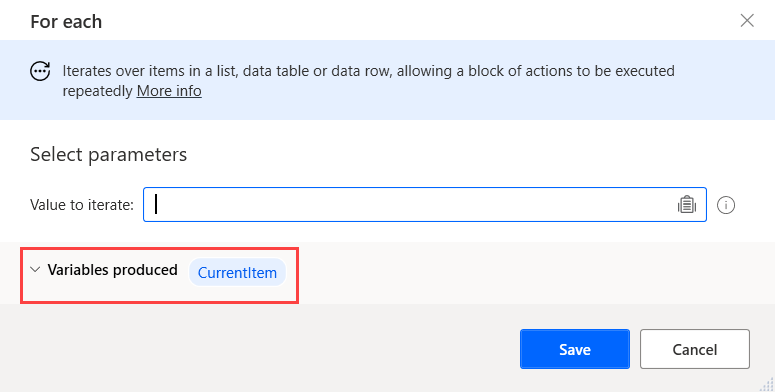 For each
Iterates over items in a list, data table or data row, allowing a block of actions to be executed
repeatedly More info
Select parameters
Value to iterate:
Variables produced CurrentItem
Save Cancel